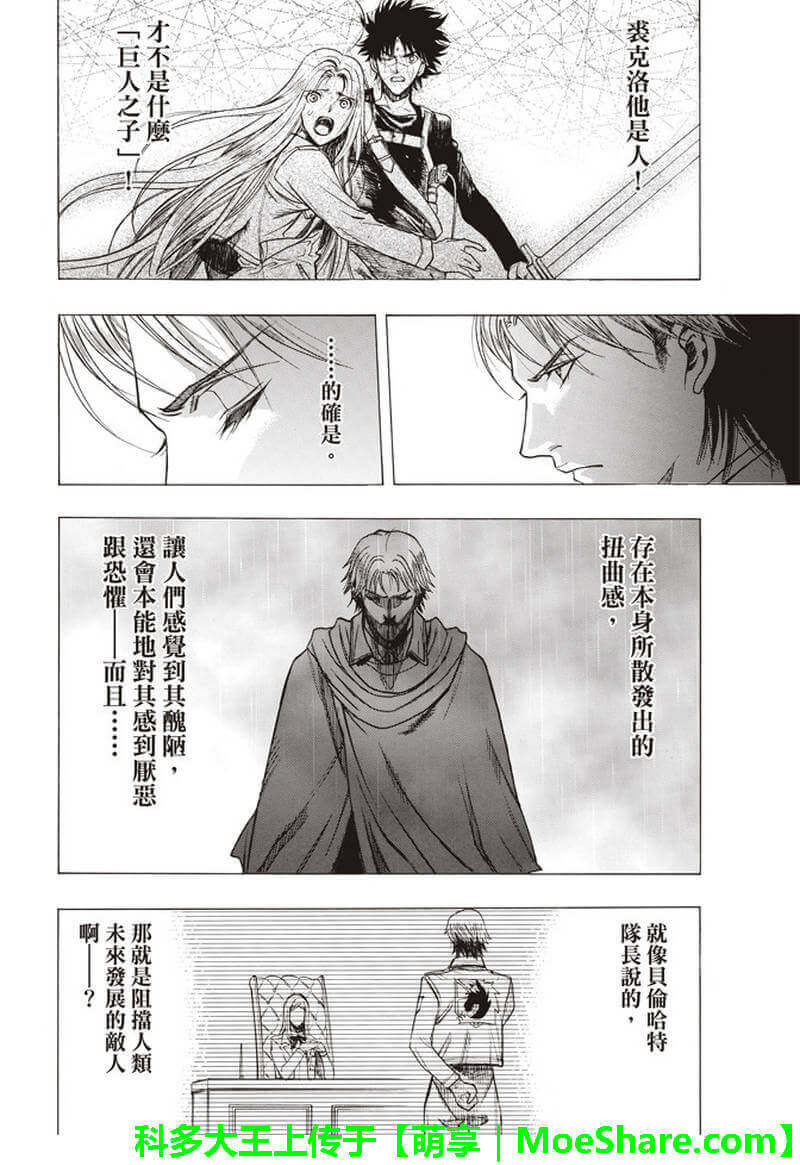 裘克洛他是人！
才不是什麼
「巨人之子」！
……的確是。
存在本身所散發出的
扭曲感，
讓人們感覺到其醜陋，
還會本能地對其感到厭惡
跟恐懼——而且……
就像貝倫哈特
隊長說的，
那就是阻擋人類
未來發展的敵人
啊——？
科多大王上传于【萌享｜MoeShare.com】